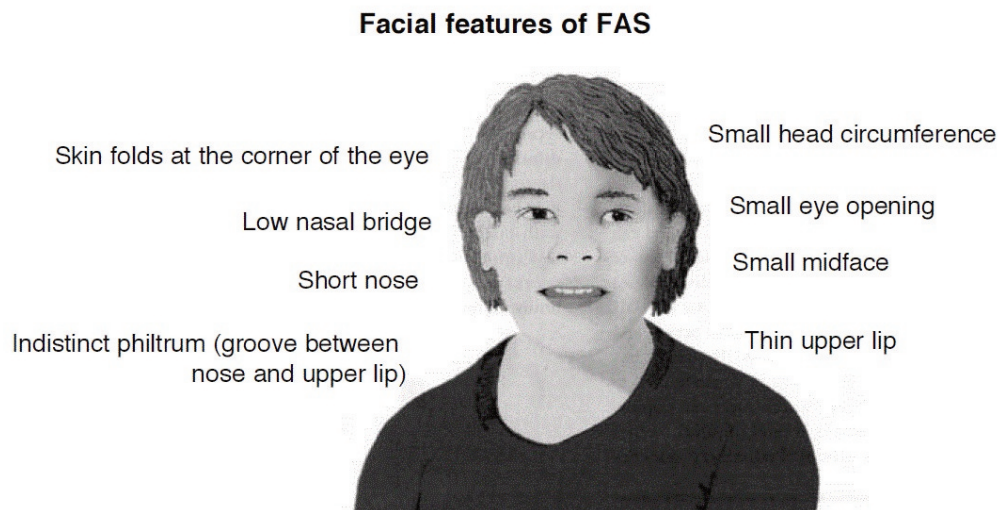 Facial features of FAS
Skin folds at the corner of the eye
Low nasal bridge
Short nose
Indistinct philtrum (groove between
nose and upper lip)
Small head circumference
Small eye opening
Small midface
Thin upper lip